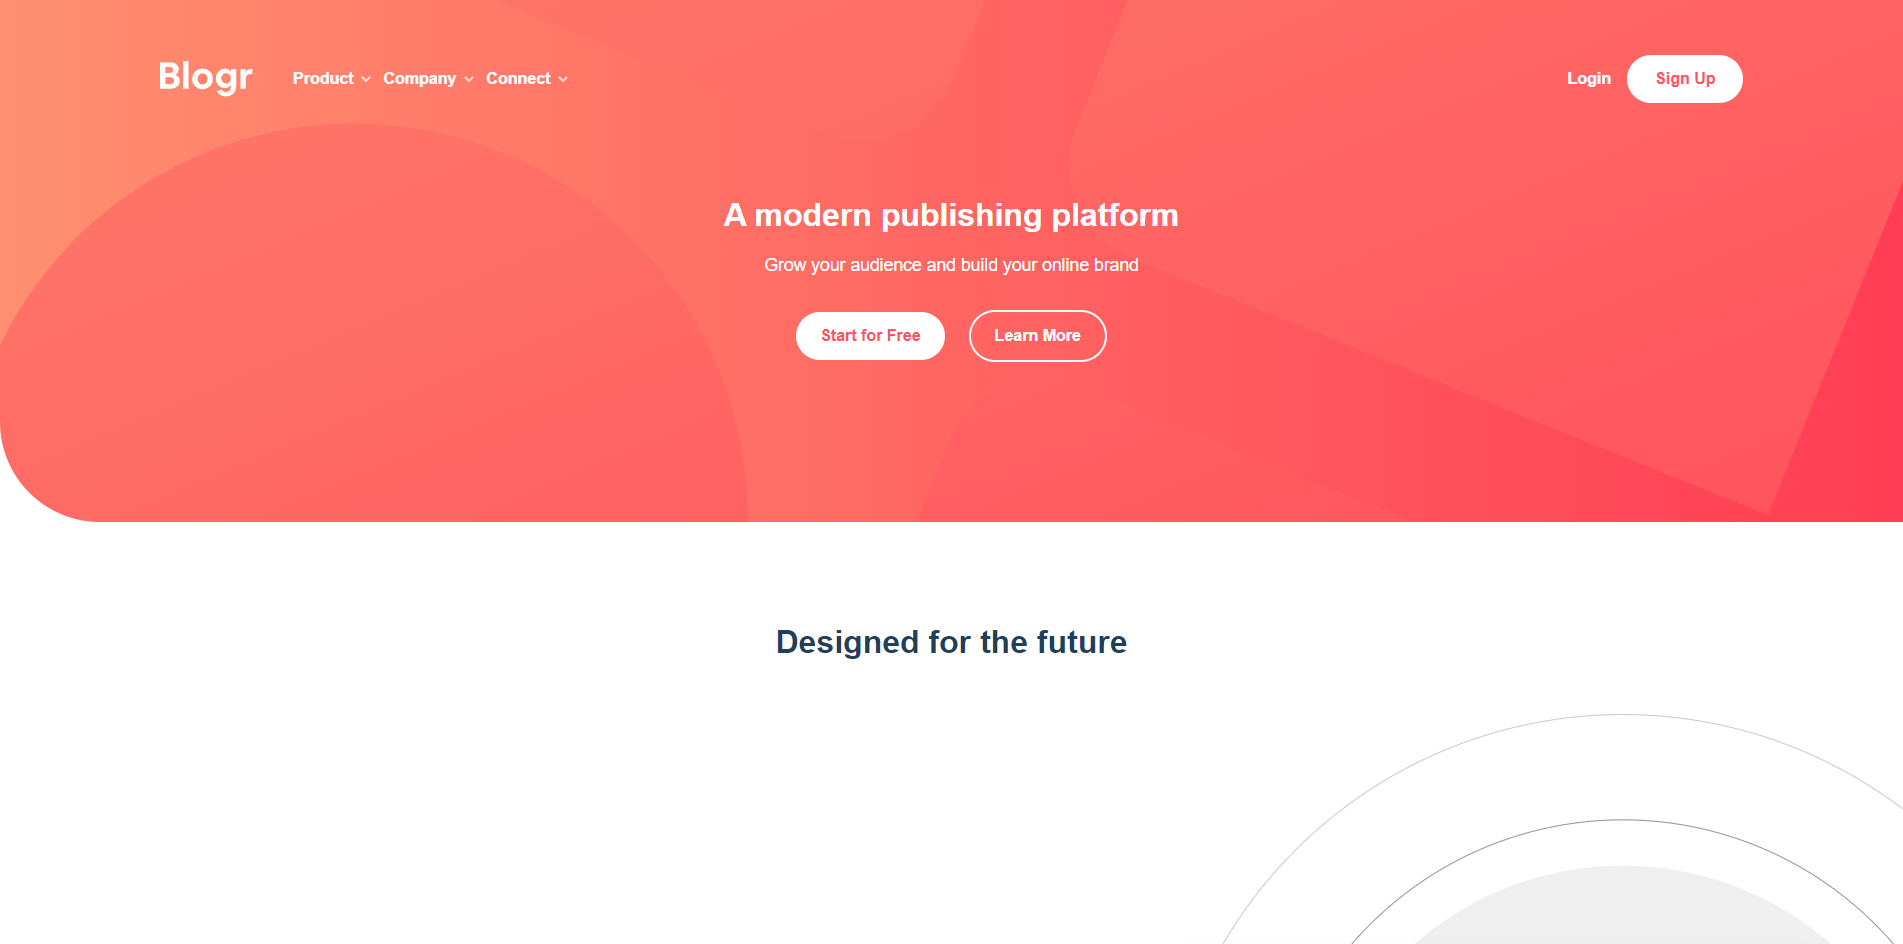 Blogr Product Company Connect Login Sign Up
A modern publishing platform
Grow your audience and build your online brand
Start for Free Learn More
Designed for the future